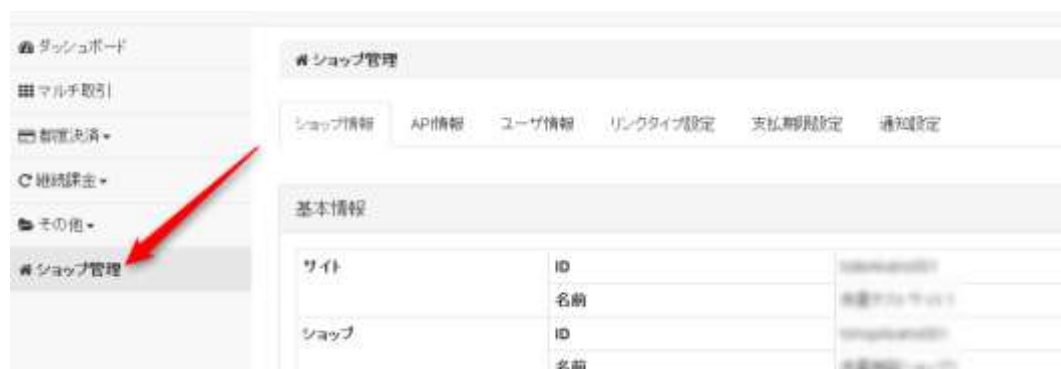 ダッシュボード
マルチ取引
都度決済
継続課金
その他
ショップ管理
ショップ管理
ショップ情報 API情報 ユーザ情報 リンクタイプ設定 支払期限設定 通知設定
基本情報
サイト ID
名前
ショップ ID
名前